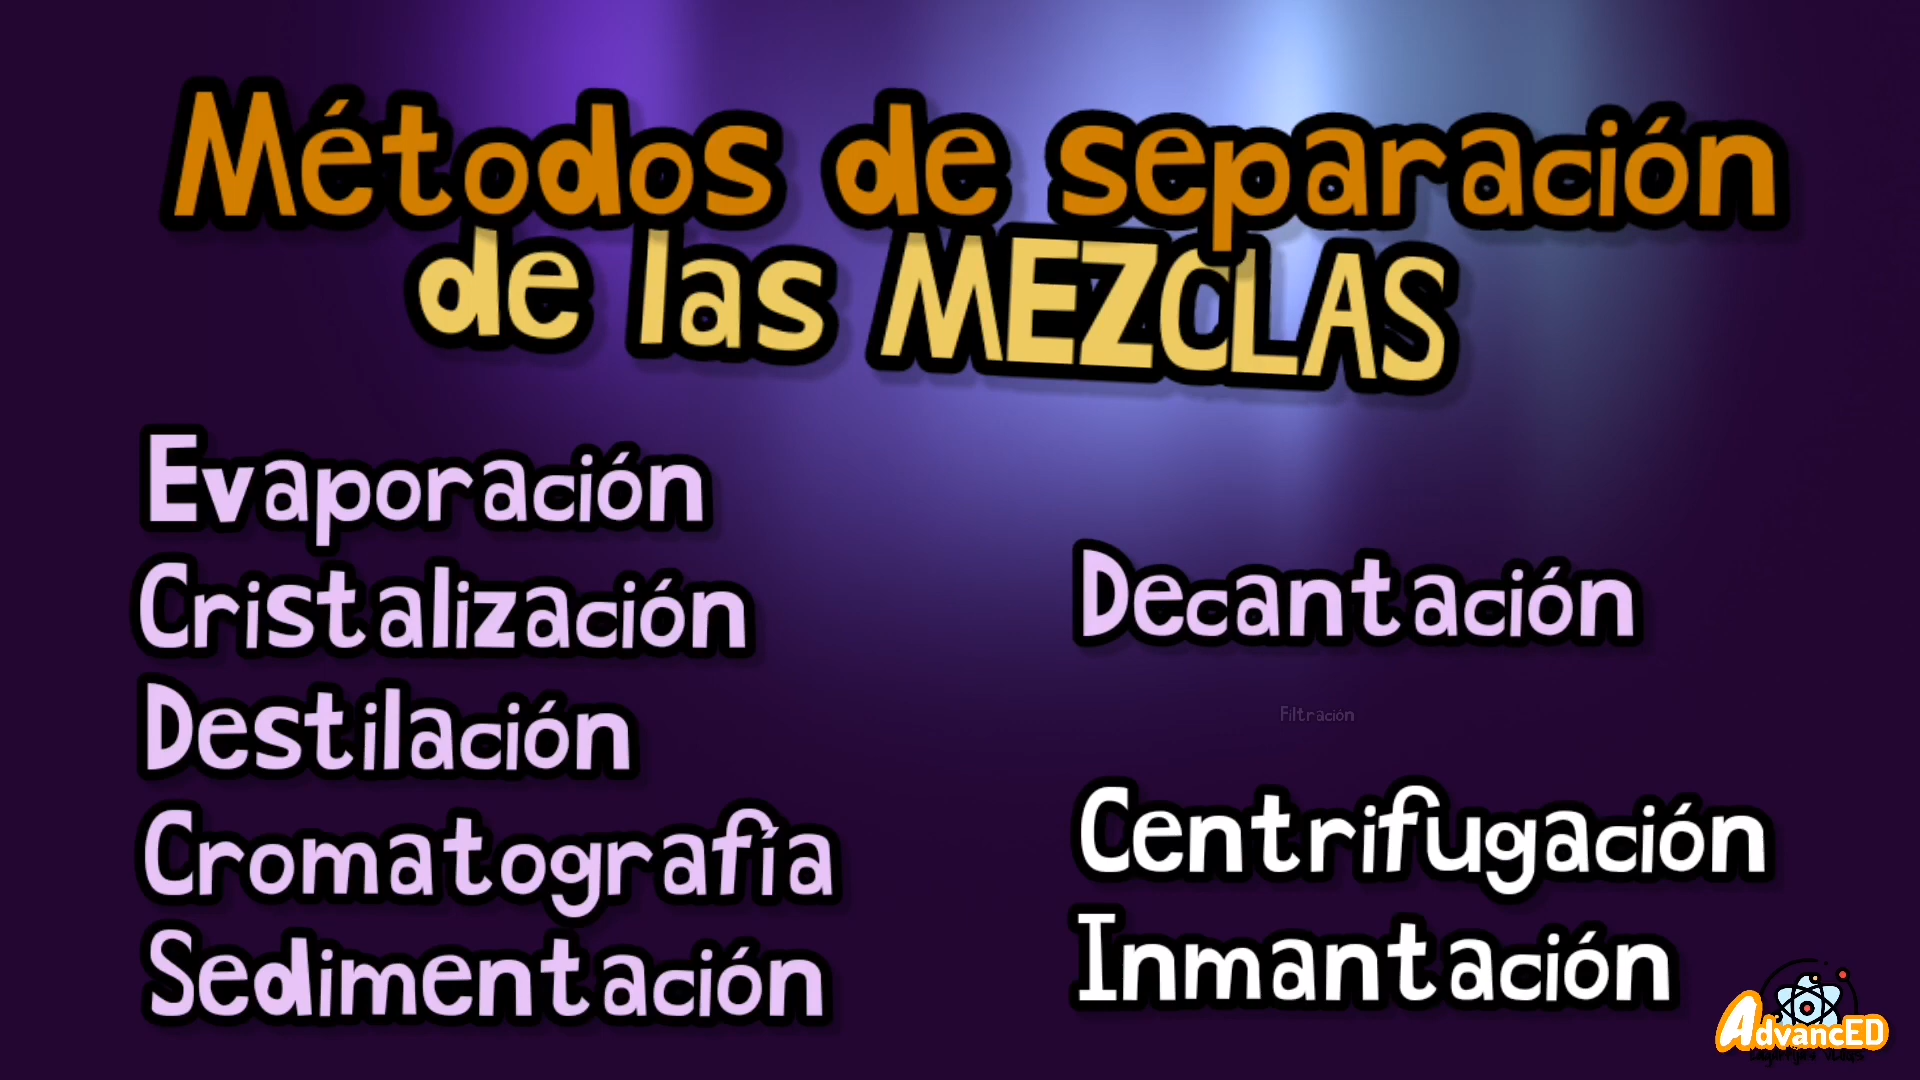 Métodos de separación
de las MEZCLAS
Evaporación
Cristalización
Destilación
Cromatografía
Sedimentación
Decantación
Filtración
Centrifugación
Inmantación
AdvancED